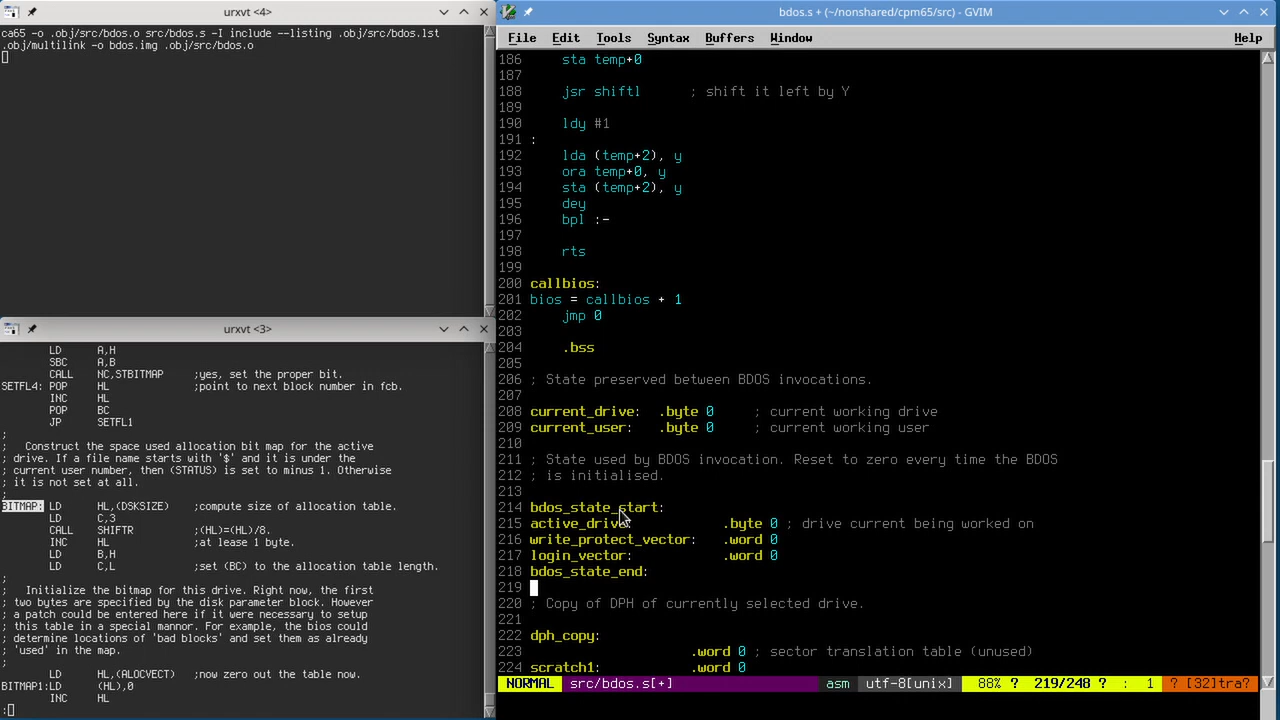 urxvt <4>
ca65 -o .obj/src/bdos.o src/bdos.s -I include --listing .obj/src/bdos.lst
.obj/multilink -o bdos.img .obj/src/bdos.o
urxvt <3>
LD A,H
SBC A,B
CALL NC,STBITMAP ;yes, set the proper bit.
SETFL4: POP HL ;point to next block number in fcb.
INC HL
POP BC
JP SETFL1
;
; Construct the space used allocation bit map for the active
; drive. If a file name starts with '$' and it is under the
; current user number, then (STATUS) is set to minus 1. Otherwise
; it is not set at all.
;
BITMAP: LD HL,(DSKSIZE) ;compute size of allocation table.
LD C,3
CALL SHIFTR ;(HL)=(HL)/8.
INC HL ;at lease 1 byte.
LD B,H
LD C,L ;set (BC) to the allocation table length.
;
; Initialize the bitmap for this drive. Right now, the first
; two bytes are specified by the disk parameter block. However
; a patch could be entered here if it were necessary to setup
; this table in a special mannor. For example, the bios could
; determine locations of 'bad blocks' and set them as already
; 'used' in the map.
;
LD HL,(ALOCVECT) ;now zero out the table now.
BITMAP1:LD (HL),0
INC HL
:
bdos.s + (~/nonshared/cpm65/src) - GVIM
File Edit Tools Syntax Buffers Window Help
186 sta temp+0
187
188 jsr shiftl ; shift it left by Y
189
190 ldy #1
191 :
192 lda (temp+2), y
193 ora temp+0, y
194 sta (temp+2), y
195 dey
196 bpl :-
197
198 rts
199
200 callbios:
201 bios = callbios + 1
202 jmp 0
203
204 .bss
205
206 ; State preserved between BDOS invocations.
207
208 current_drive: .byte 0 ; current working drive
209 current_user: .byte 0 ; current working user
210
211 ; State used by BDOS invocation. Reset to zero every time the BDOS
212 ; is initialised.
213
214 bdos_state_start:
215 active_drive: .byte 0 ; drive current being worked on
216 write_protect_vector: .word 0
217 login_vector: .word 0
218 bdos_state_end:
219
220 ; Copy of DPH of currently selected drive.
221
222 dph_copy:
223 .word 0 ; sector translation table (unused)
224 scratch1: .word 0
NORMAL src/bdos.s[+] asm utf-8[unix] 88% ? 219/248 ? : 1 ? [32]tra?